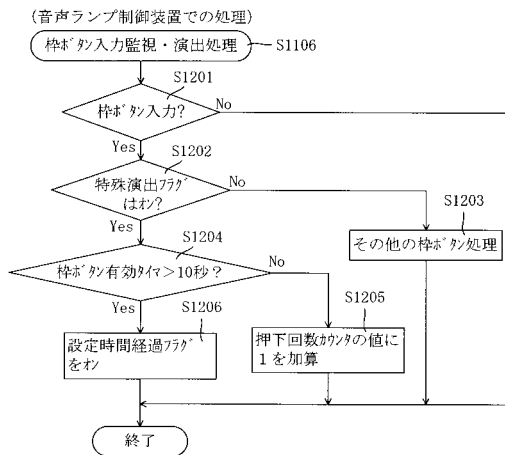 (音声ランプ制御装置での処理)
枠ボタン入力監視・演出処理
S1106
S1201
枠ボタン入力?
No
Yes
S1202
特殊演出フラグ
はオン?
No
Yes
S1203
その他の枠ボタン処理
S1204
枠ボタン有効タイマ>10秒?
No
Yes
S1205
S1206
押下回数カウンタの値に
1を加算
設定時間経過フラグ
をオン
終了